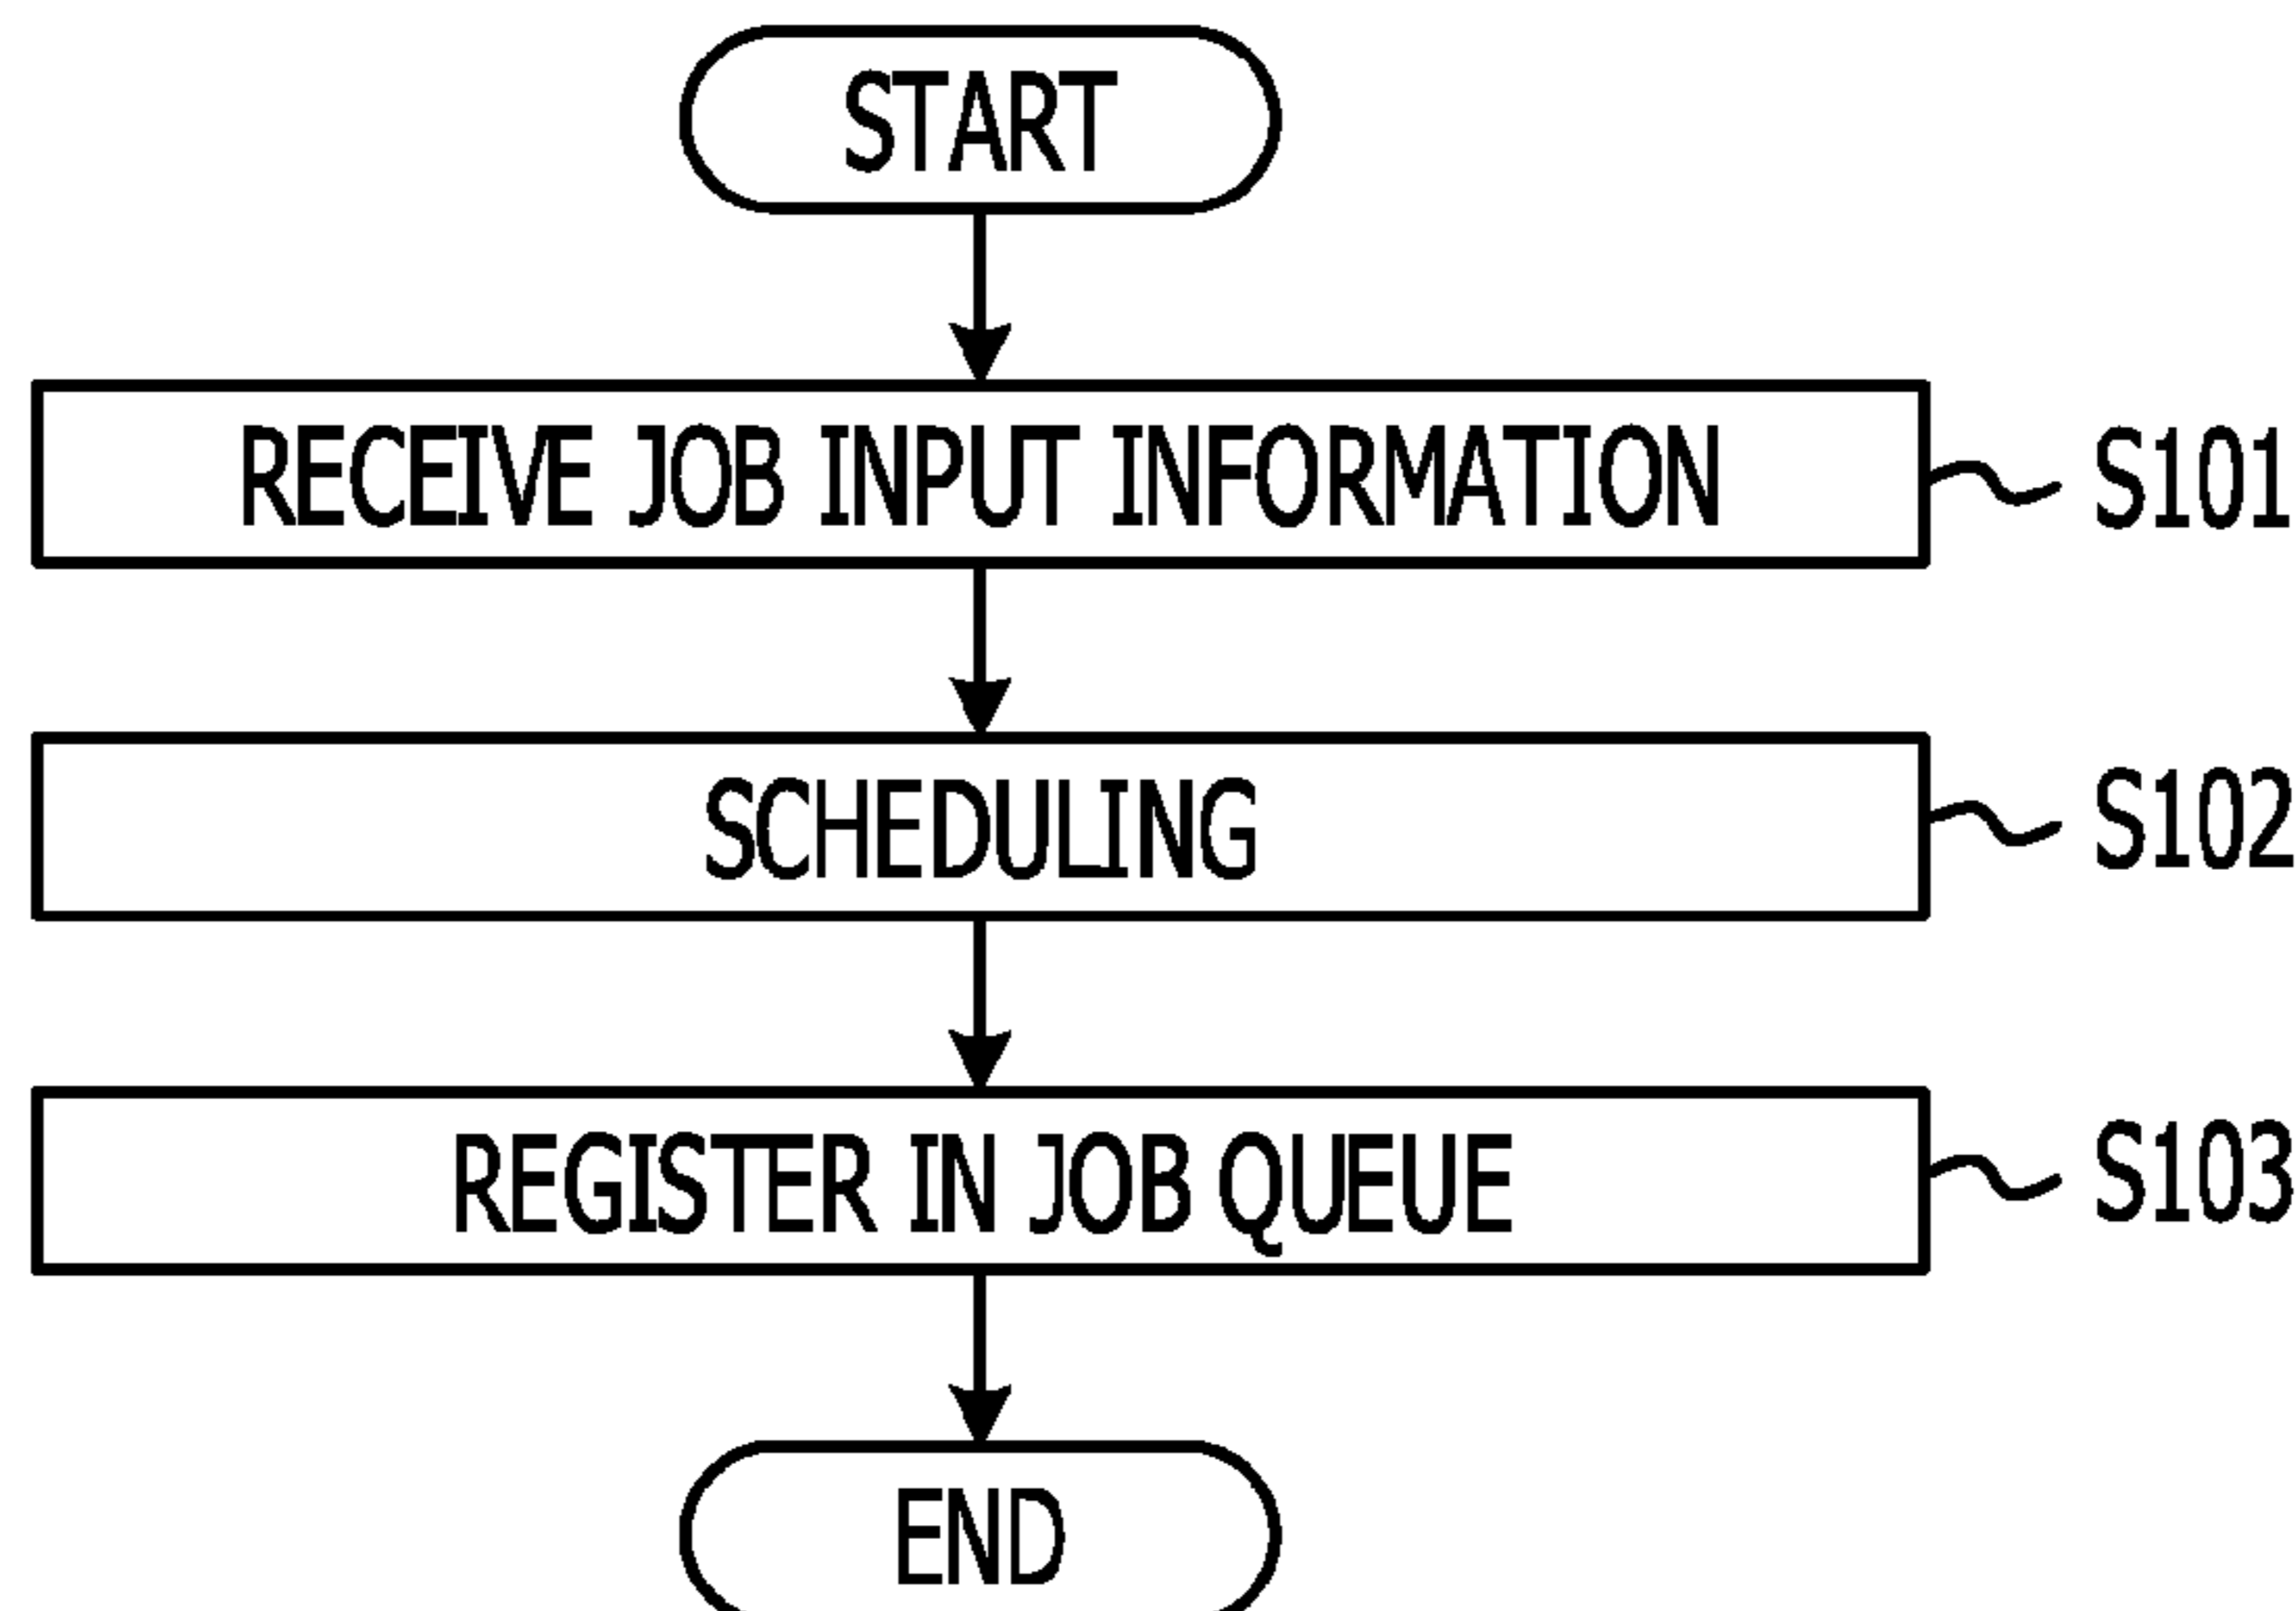 START
RECEIVE JOB INPUT INFORMATION
S101
SCHEDULING
S102
REGISTER IN JOB QUEUE
S103
END